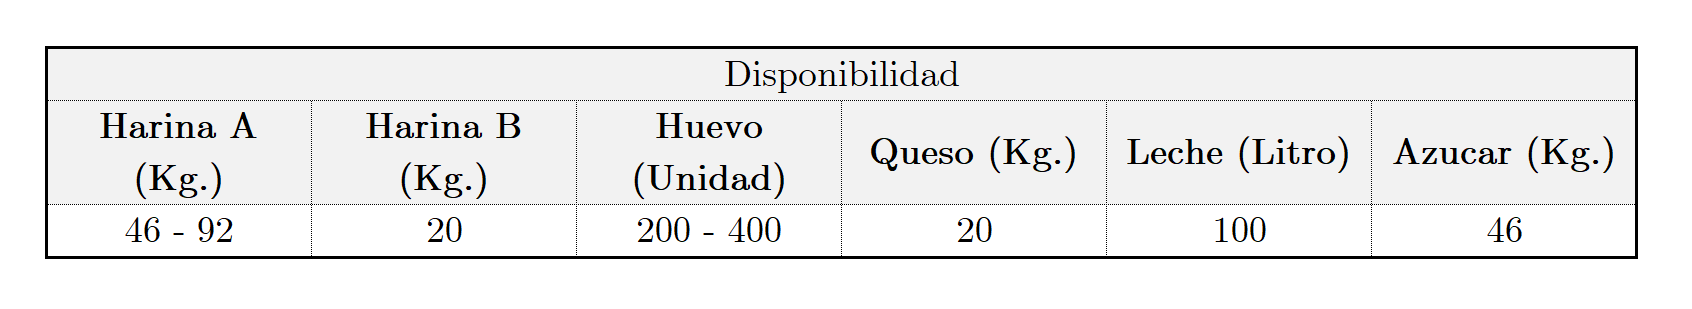 Disponibilidad
Harina A (Kg.)
Harina B (Kg.)
Huevo (Unidad)
Queso (Kg.)
Leche (Litro)
Azucar (Kg.)
46 - 92
20
200 - 400
20
100
46